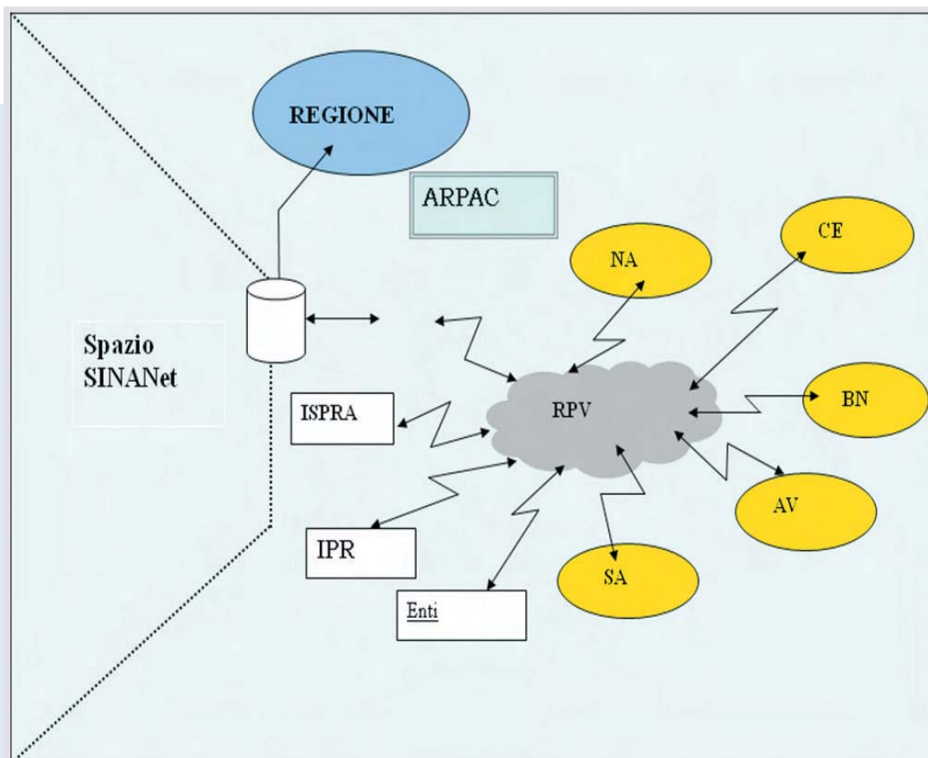 REGIONE
ARPAC
CE
NA
Spazio
SINANet
BN
ISPRA
RPV
AV
IPR
SA
Enti